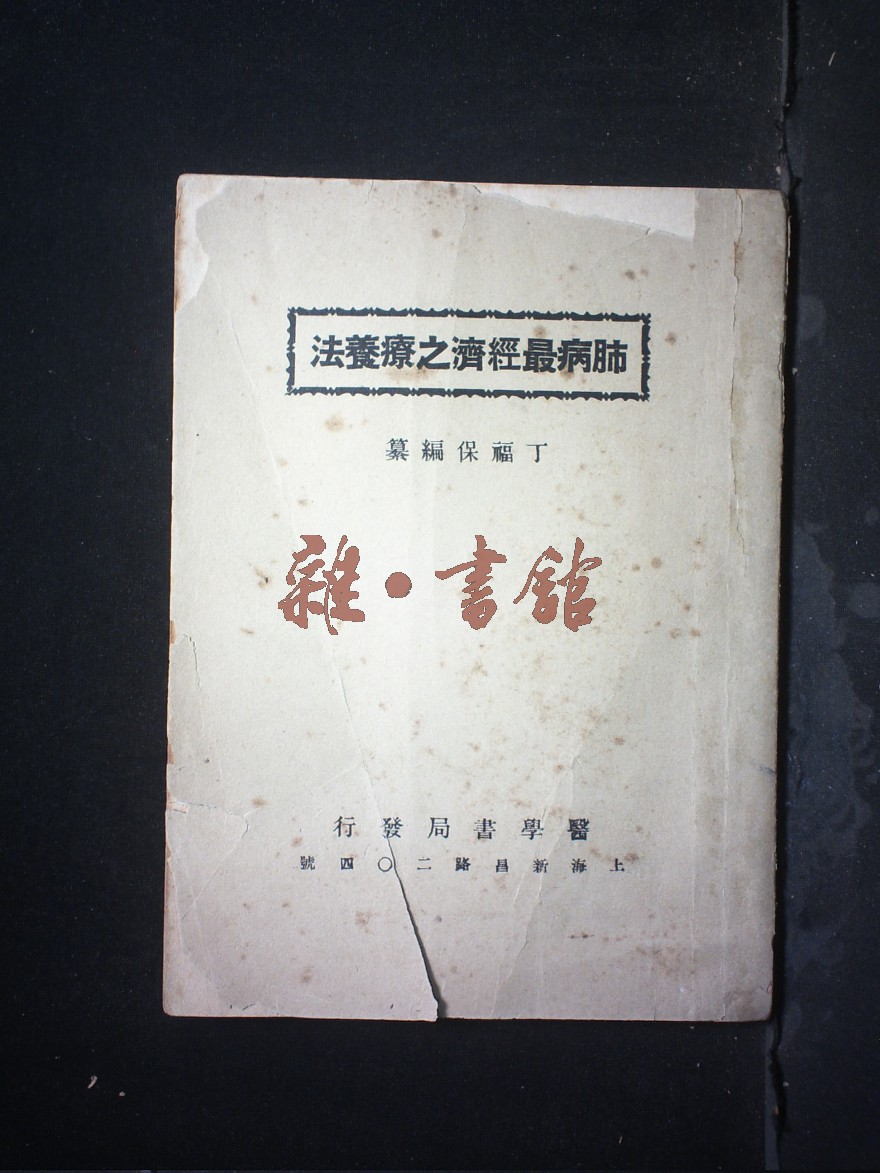 肺病最經濟之療養法
丁福保編纂
雜·書館
醫學書局發行
上海新昌路二〇四號